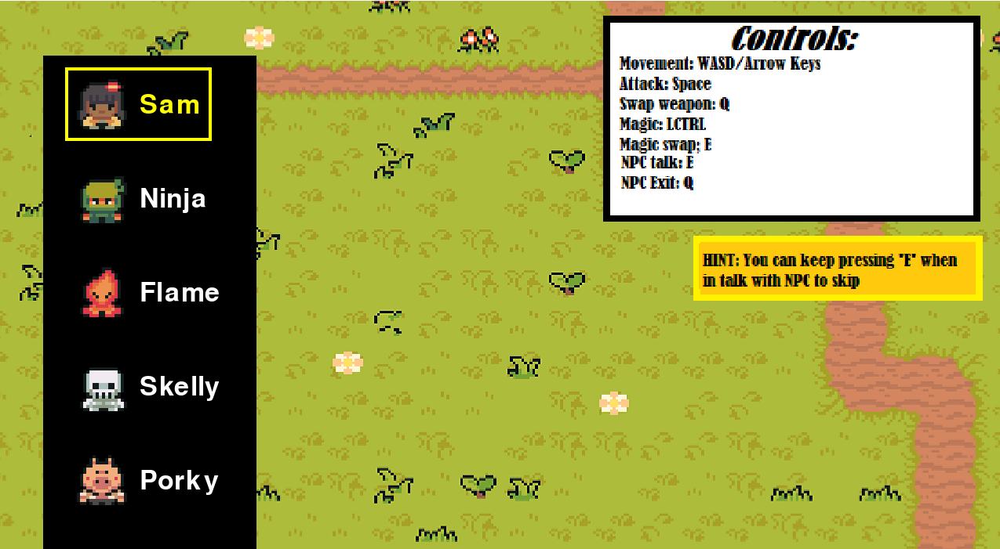 Sam
Ninja
Flame
Skelly
Porky
Controls:
Movement: WASD/Arrow Keys
Attack: Space
Swap weapon: Q
Magic: LCTRL
Magic swap; E
NPC talk: E
NPC Exit: Q
HINT: You can keep pressing "E" when
in talk with NPC to skip